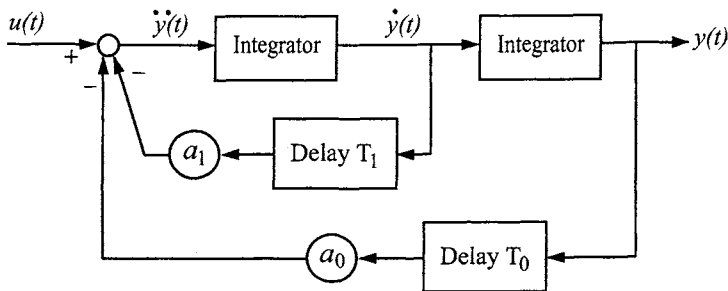 u(t) ÿ(t) Integrator ẏ(t) Integrator y(t)
+ −
−
a₁ Delay T₁
a₀ Delay T₀